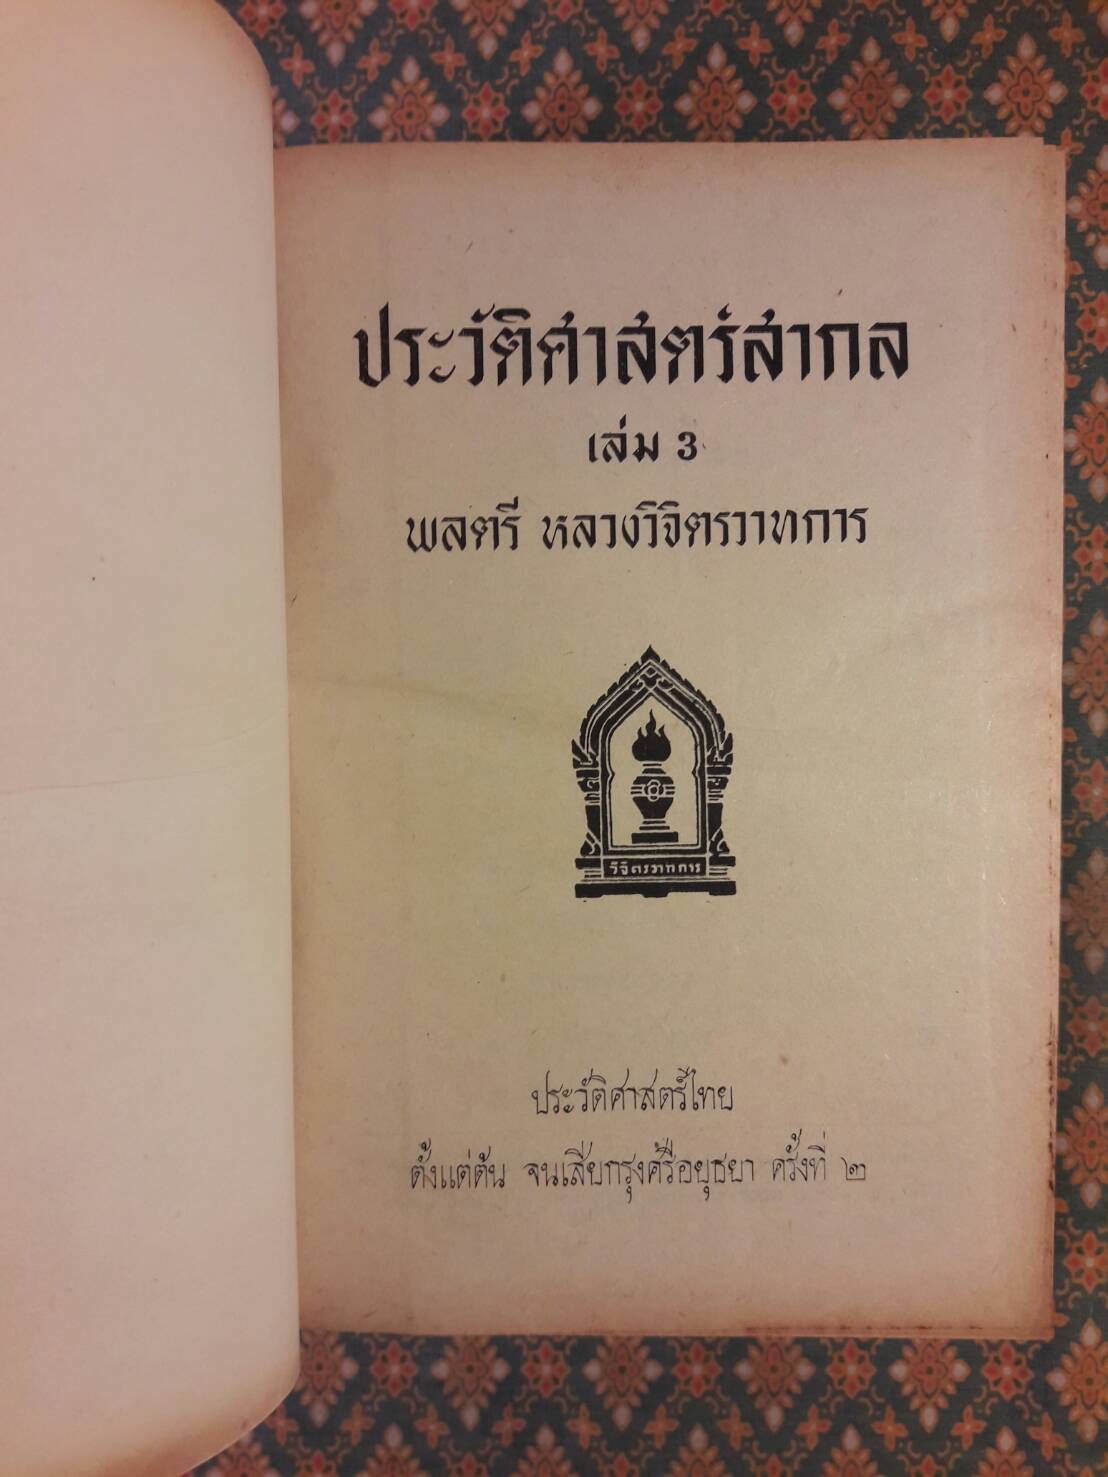 ประวัติศาสตร์สากล
เล่ม 3
พลตรี หลวงวิจิตรวาทการ
วิจิตรวาทการ
ประวัติศาสตร์ไทย
ตั้งแต่ต้น จนเสียกรุงศรีอยุธยา ครั้งที่ ๒